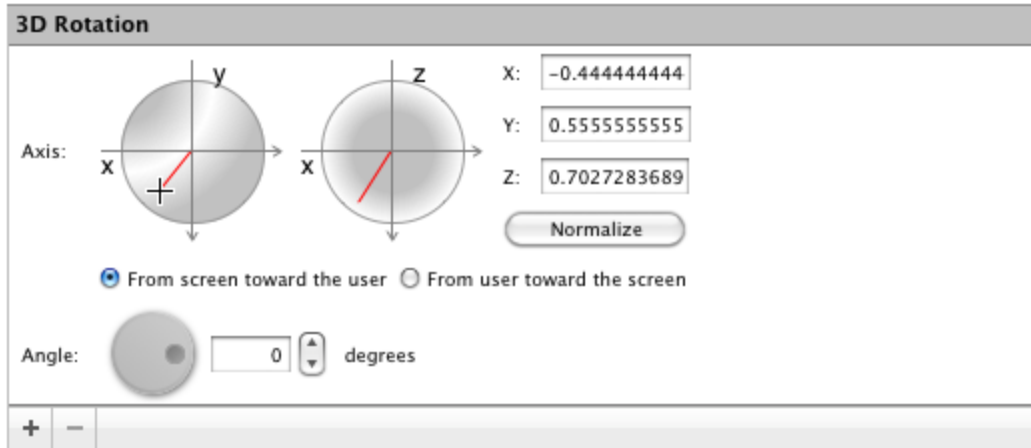 3D Rotation
y
z
X: -0.444444444
Y: 0.5555555555
Axis:
x
x
Z: 0.7027283689
Normalize
From screen toward the user From user toward the screen
Angle: 0 degrees
+ −